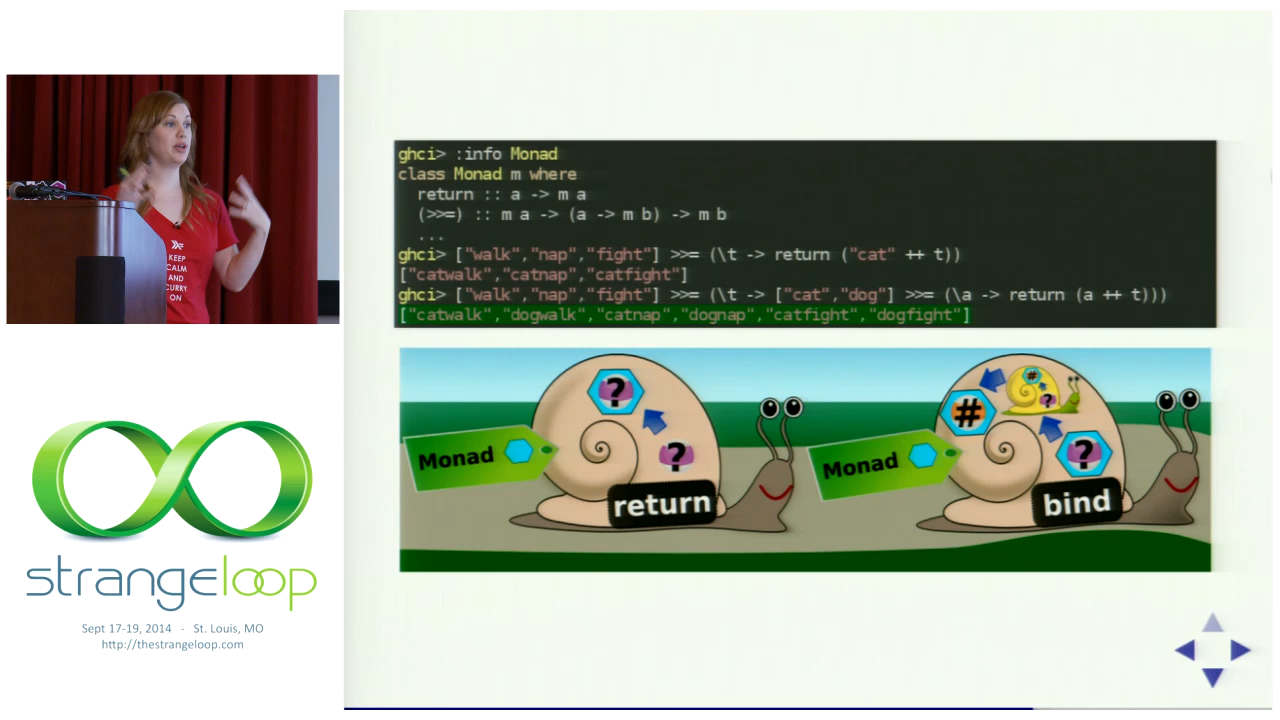 KEEP
CALM
AND
CURRY
ON
strangeloop
Sept 17-19, 2014 - St. Louis, MO
http://thestrangeloop.com
ghci> :info Monad
class Monad m where
return :: a -> m a
(>>=) :: m a -> (a -> m b) -> m b
...
ghci> ["walk","nap","fight"] >>= (\t -> return ("cat" ++ t))
["catwalk","catnap","catfight"]
ghci> ["walk","nap","fight"] >>= (\t -> ["cat","dog"] >>= (\a -> return (a ++ t)))
["catwalk","dogwalk","catnap","dognap","catfight","dogfight"]
?
?
Monad
return
#
?
#
?
Monad
bind